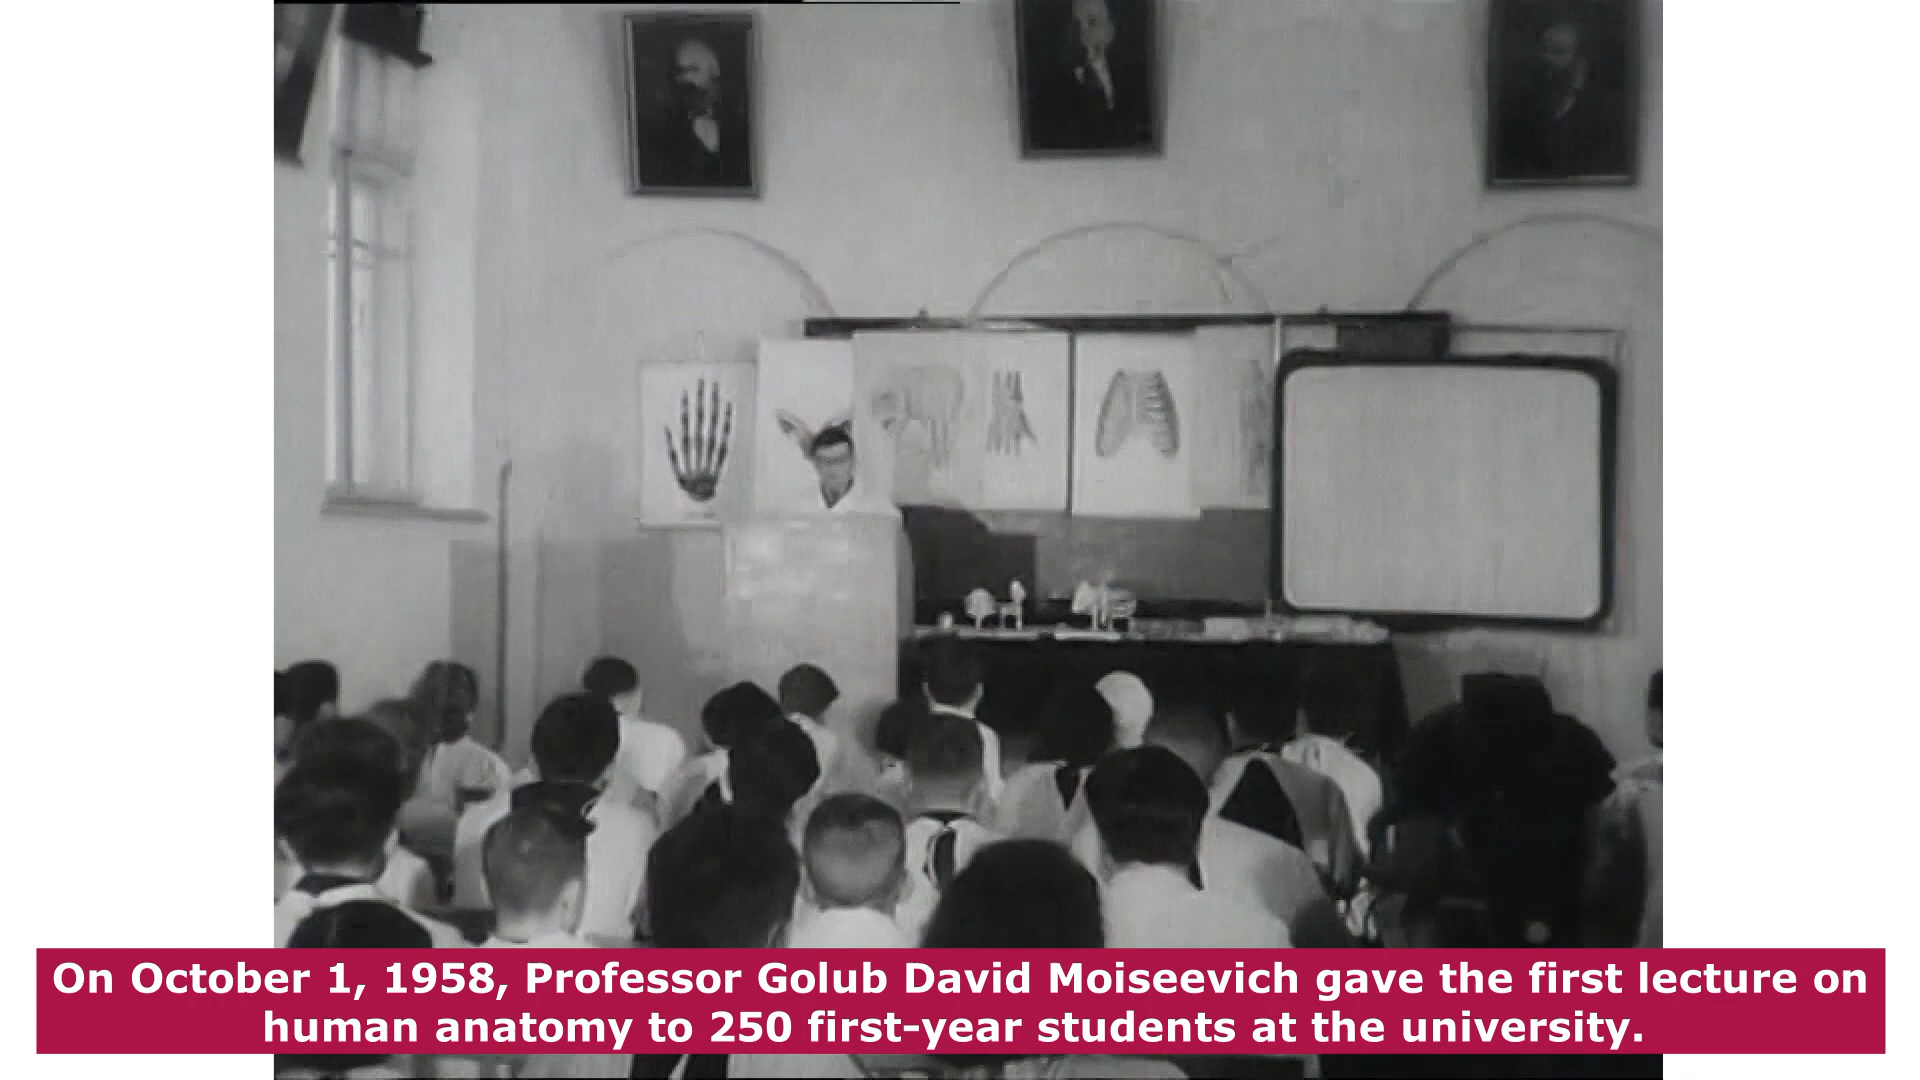 On October 1, 1958, Professor Golub David Moiseevich gave the first lecture on
human anatomy to 250 first-year students at the university.